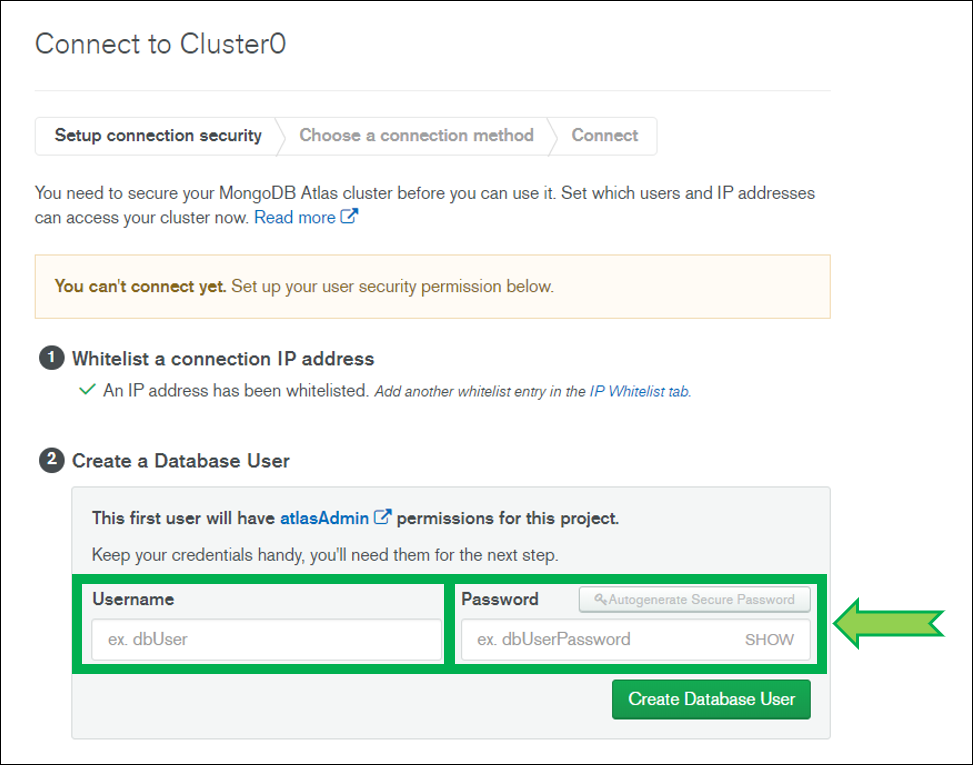 Connect to Cluster0
Setup connection security
Choose a connection method
Connect
You need to secure your MongoDB Atlas cluster before you can use it. Set which users and IP addresses
can access your cluster now. Read more
You can't connect yet. Set up your user security permission below.
1 Whitelist a connection IP address
An IP address has been whitelisted. Add another whitelist entry in the IP Whitelist tab.
2 Create a Database User
This first user will have atlasAdmin permissions for this project.
Keep your credentials handy, you'll need them for the next step.
Username
Password
Autogenerate Secure Password
ex. dbUser
ex. dbUserPassword
SHOW
Create Database User